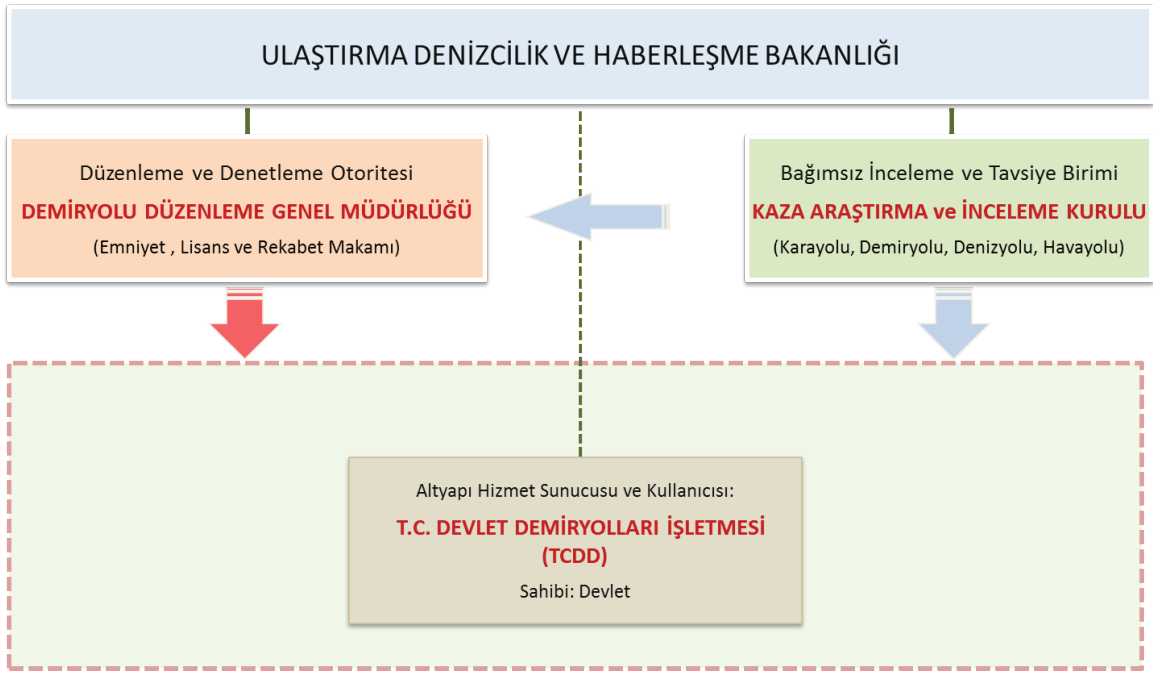 ULAŞTIRMA DENİZCİLİK VE HABERLEŞME BAKANLIĞI
Düzenleme ve Denetleme Otoritesi
DEMİRYOLU DÜZENLEME GENEL MÜDÜRLÜĞÜ
(Emniyet , Lisans ve Rekabet Makamı)
Bağımsız İnceleme ve Tavsiye Birimi
KAZA ARAŞTIRMA ve İNCELEME KURULU
(Karayolu, Demiryolu, Denizyolu, Havayolu)
Altyapı Hizmet Sunucusu ve Kullanıcısı:
T.C. DEVLET DEMİRYOLLARI İŞLETMESİ
(TCDD)
Sahibi: Devlet